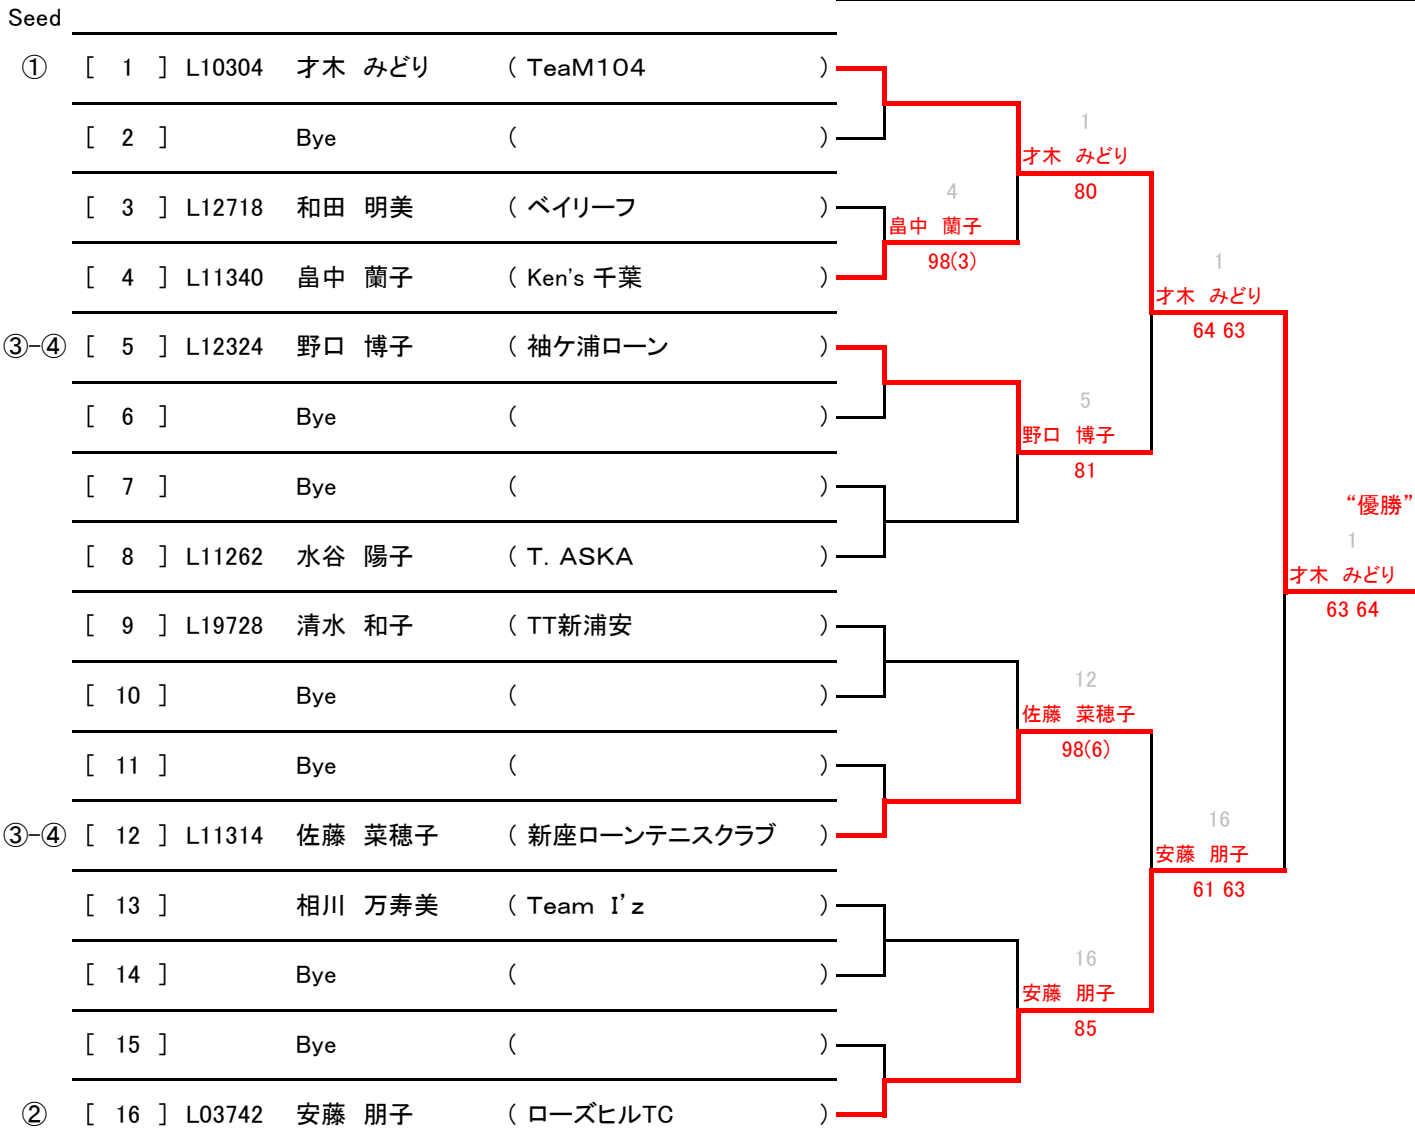 Seed
① [ 1 ] L10304 才木 みどり ( TeaM104 )
[ 2 ] Bye ( )
[ 3 ] L12718 和田 明美 ( ベイリーフ )
[ 4 ] L11340 畠中 蘭子 ( Ken's 千葉 )
③-④ [ 5 ] L12324 野口 博子 ( 袖ケ浦ローン )
[ 6 ] Bye ( )
[ 7 ] Bye ( )
[ 8 ] L11262 水谷 陽子 ( T. ASKA )
[ 9 ] L19728 清水 和子 ( TT新浦安 )
[ 10 ] Bye ( )
[ 11 ] Bye ( )
③-④ [ 12 ] L11314 佐藤 菜穂子 ( 新座ローンテニスクラブ )
[ 13 ] 相川 万寿美 ( Team I'z )
[ 14 ] Bye ( )
[ 15 ] Bye ( )
② [ 16 ] L03742 安藤 朋子 ( ローズヒルTC )
4
畠中 蘭子
98(3)
1
才木 みどり
80
5
野口 博子
81
12
佐藤 菜穂子
98(6)
16
安藤 朋子
85
1
才木 みどり
64 63
16
安藤 朋子
61 63
“優勝”
1
才木 みどり
63 64